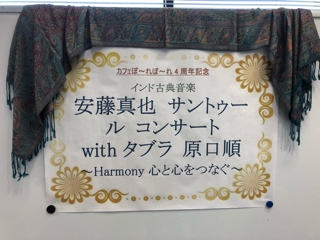 カフェぽ〜れぽ〜れ4周年記念
インド古典音楽
安藤真也 サントゥー
ル コンサート
with タブラ 原口順
〜Harmony 心と心をつなぐ〜